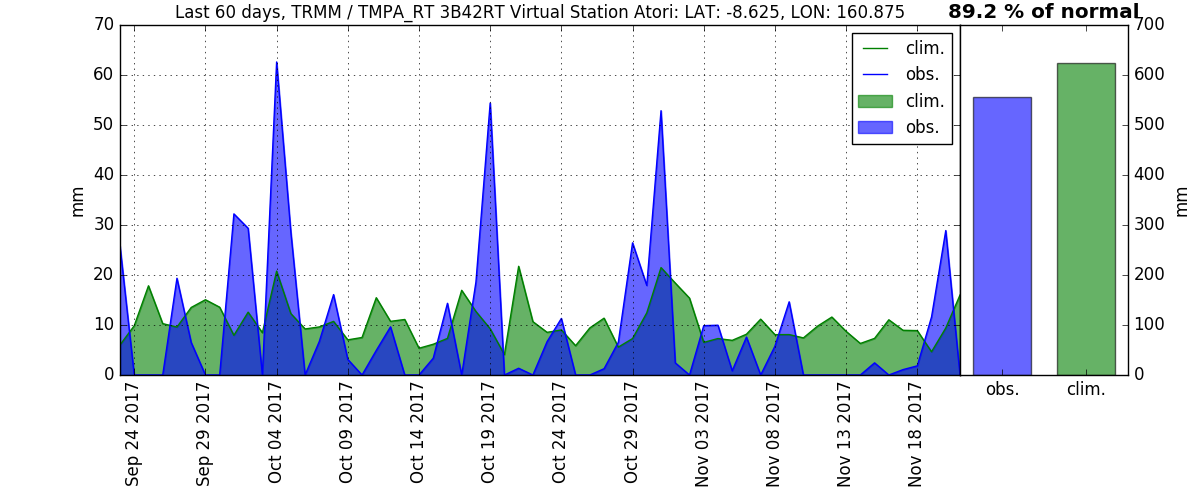 Last 60 days, TRMM / TMPA_RT 3B42RT Virtual Station Atori: LAT: -8.625, LON: 160.875
89.2 % of normal
70
60
50
40
30
20
10
0
mm
clim.
obs.
clim.
obs.
700
600
500
400
300
200
100
0
mm
obs.
clim.
Sep 24 2017
Sep 29 2017
Oct 04 2017
Oct 09 2017
Oct 14 2017
Oct 19 2017
Oct 24 2017
Oct 29 2017
Nov 03 2017
Nov 08 2017
Nov 13 2017
Nov 18 2017